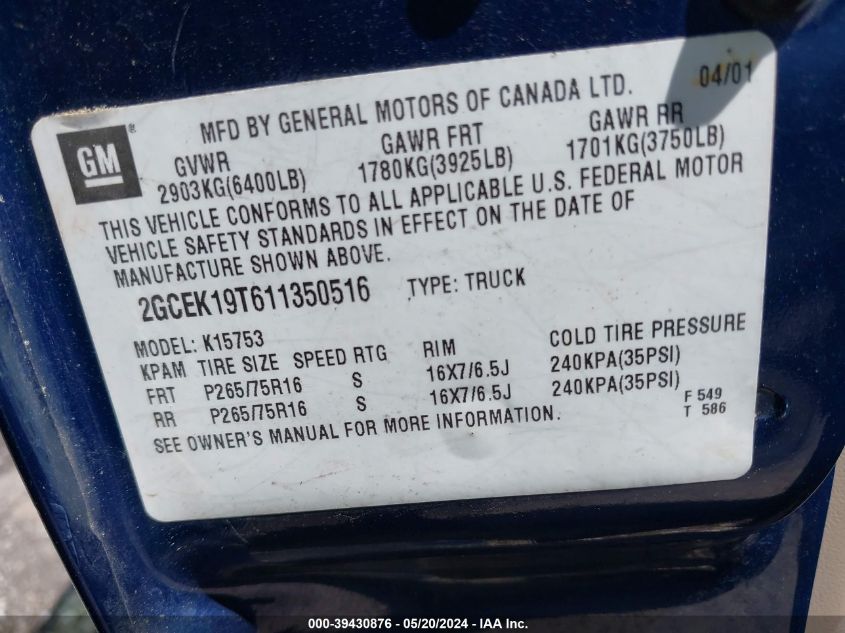 04/01
MFD BY GENERAL MOTORS OF CANADA LTD.
GM ®
GVWR GAWR FRT GAWR RR
2903KG(6400LB) 1780KG(3925LB) 1701KG(3750LB)
THIS VEHICLE CONFORMS TO ALL APPLICABLE U.S. FEDERAL MOTOR
VEHICLE SAFETY STANDARDS IN EFFECT ON THE DATE OF
MANUFACTURE SHOWN ABOVE.
2GCEK19T611350516 TYPE: TRUCK
MODEL: K15753
KPAM TIRE SIZE SPEED RTG RIM COLD TIRE PRESSURE
FRT P265/75R16 S 16X7/6.5J 240KPA(35PSI)
RR P265/75R16 S 16X7/6.5J 240KPA(35PSI)
SEE OWNER'S MANUAL FOR MORE INFORMATION.
F 549
T 586
000-39430876 - 05/20/2024 - IAA Inc.